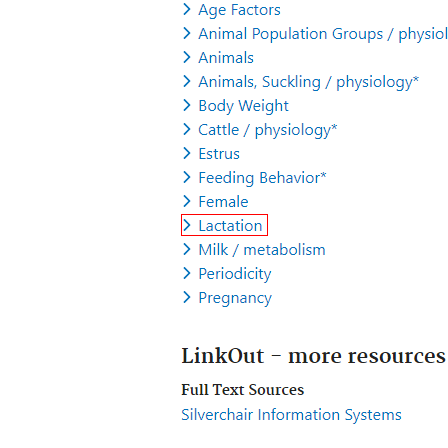 Age Factors
Animal Population Groups / physiol
Animals
Animals, Suckling / physiology*
Body Weight
Cattle / physiology*
Estrus
Feeding Behavior*
Female
Lactation
Milk / metabolism
Periodicity
Pregnancy
LinkOut - more resources
Full Text Sources
Silverchair Information Systems